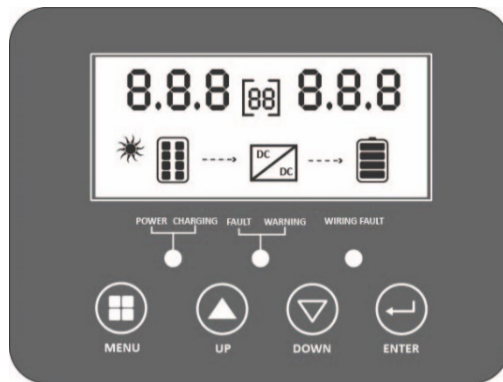 8.8.8 [88] 8.8.8
DC
DC
POWER CHARGING FAULT WARNING WIRING FAULT
MENU UP DOWN ENTER